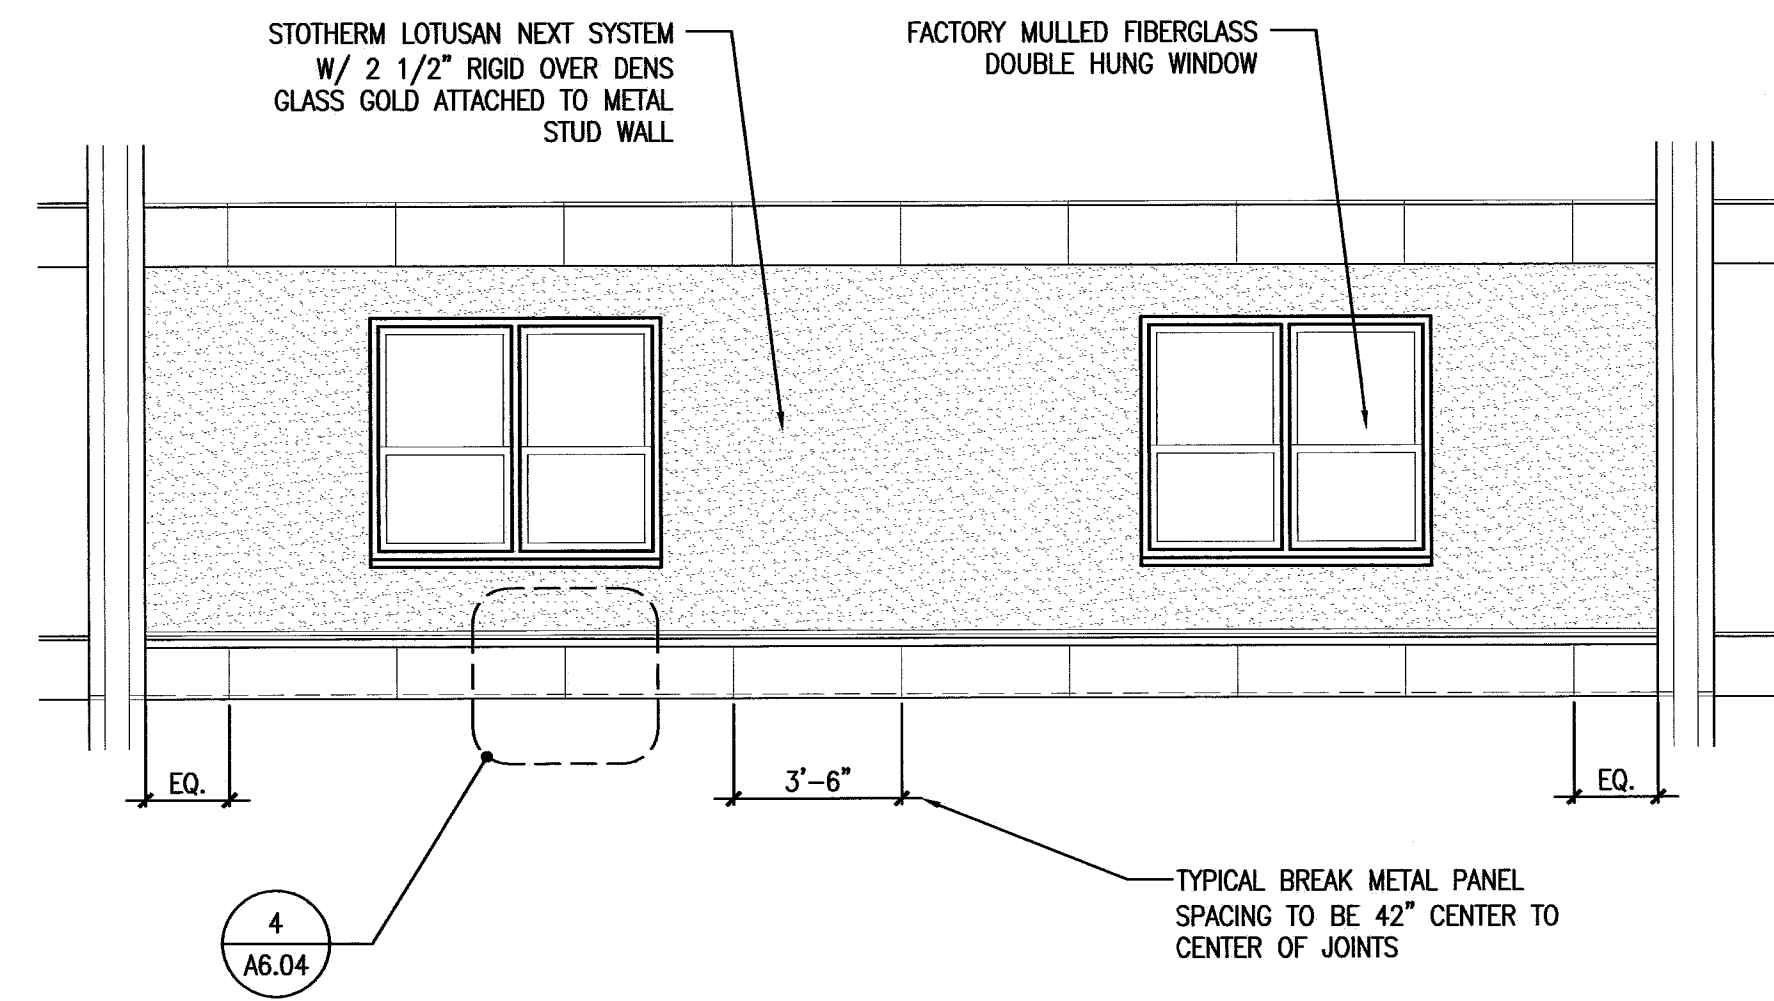 STOTHERM LOTUSAN NEXT SYSTEM
W/ 2 1/2" RIGID OVER DENS
GLASS GOLD ATTACHED TO METAL
STUD WALL
FACTORY MULLED FIBERGLASS
DOUBLE HUNG WINDOW
EQ.
3'-6"
EQ.
TYPICAL BREAK METAL PANEL
SPACING TO BE 42" CENTER TO
CENTER OF JOINTS
4
A6.04